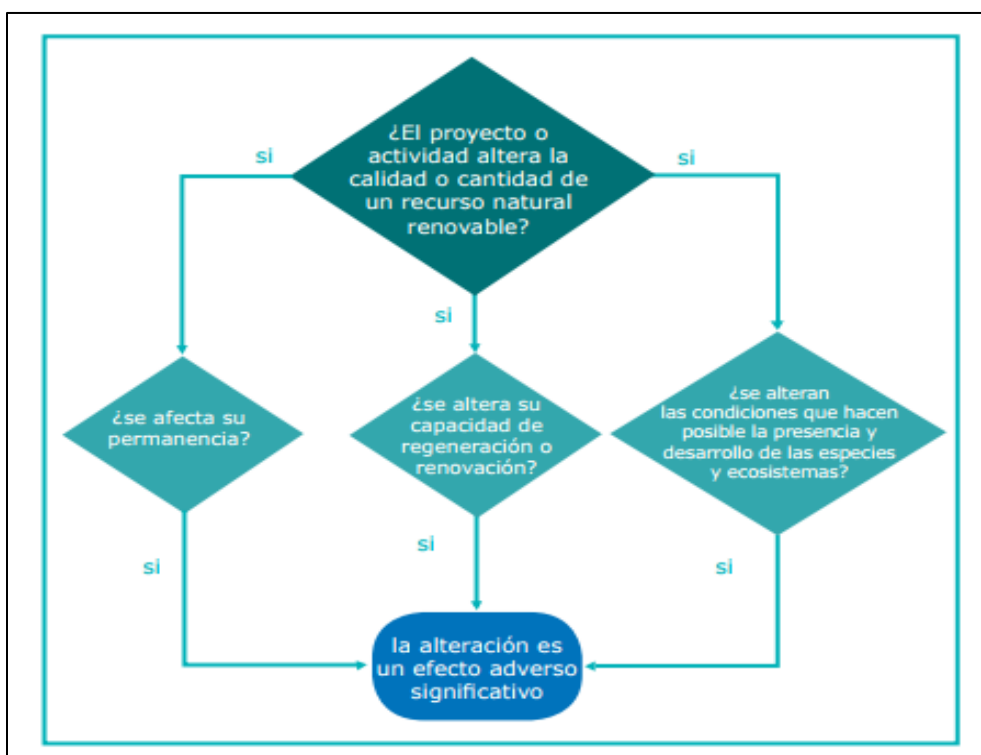 ¿El proyecto o
actividad altera la
calidad o cantidad de
un recurso natural
renovable?
si
si
si
¿se afecta su
permanencia?
¿se altera su
capacidad de
regeneración o
renovación?
¿se alteran
las condiciones que hacen
posible la presencia y
desarrollo de las especies
y ecosistemas?
si
si
si
la alteración es
un efecto adverso
significativo